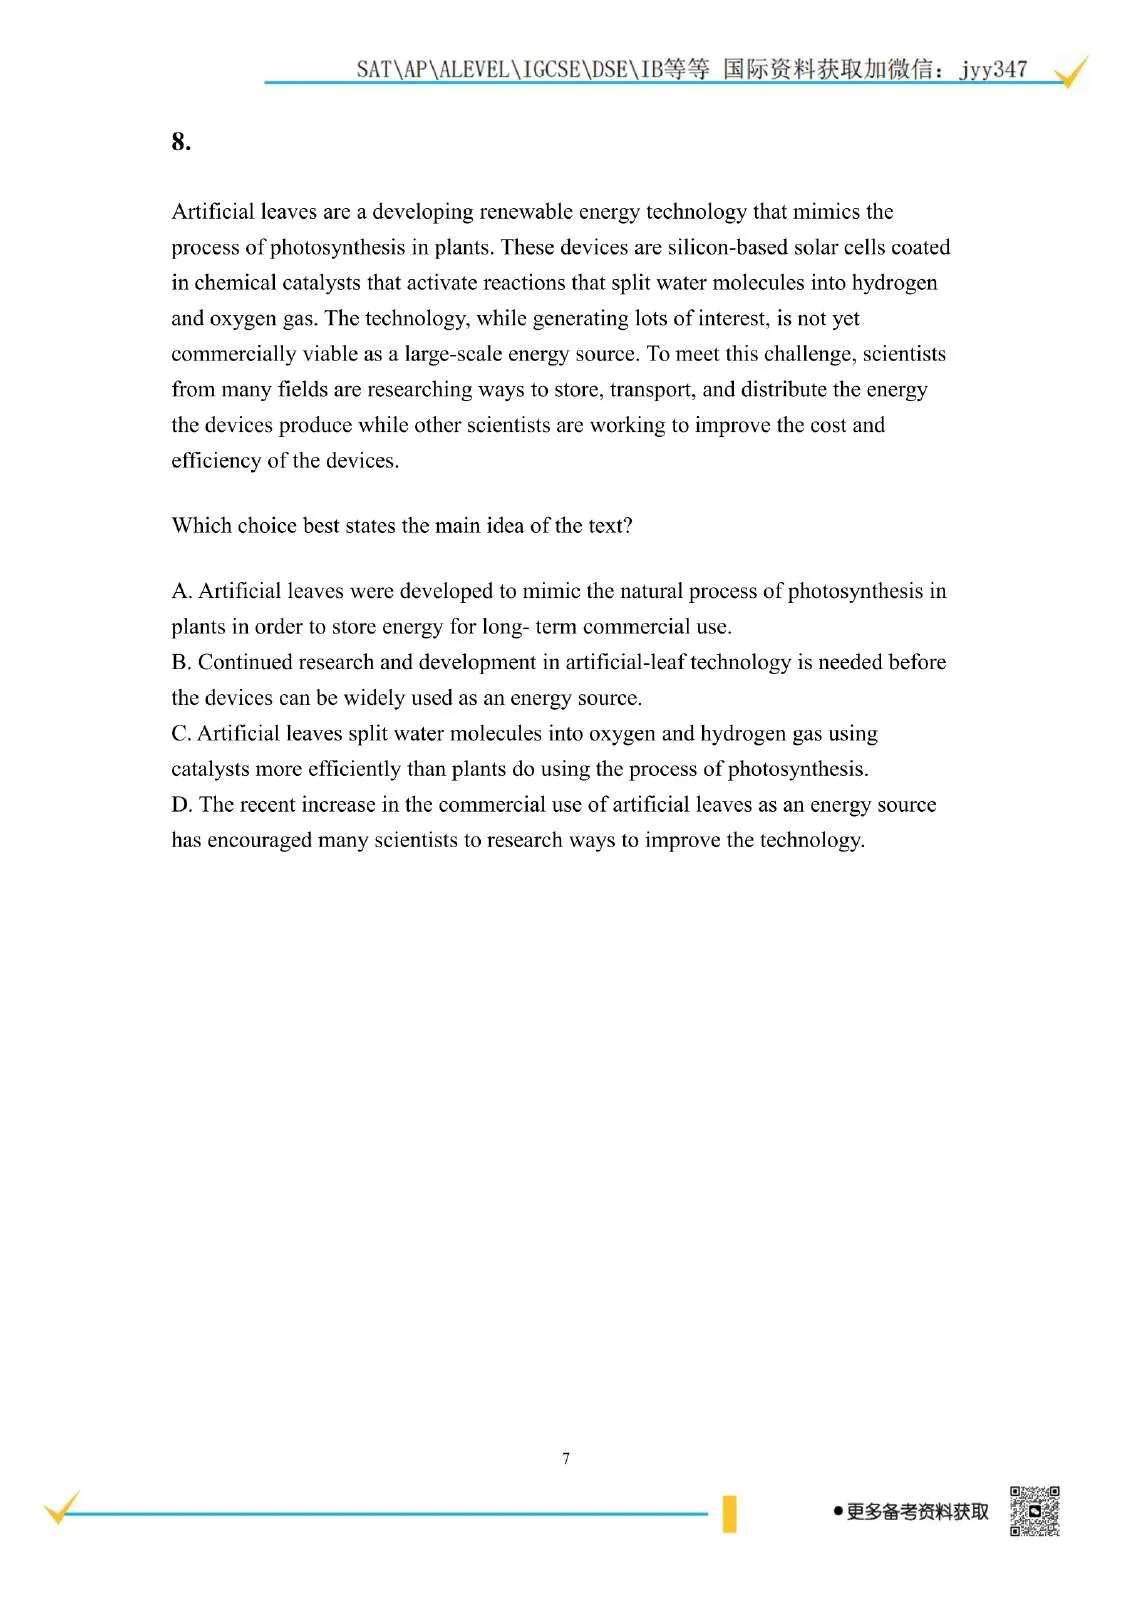 SAT\AP\ALEVEL\IGCSE\DSE\IB等等 国际资料获取加微信：jyy347
8.
Artificial leaves are a developing renewable energy technology that mimics the
process of photosynthesis in plants. These devices are silicon-based solar cells coated
in chemical catalysts that activate reactions that split water molecules into hydrogen
and oxygen gas. The technology, while generating lots of interest, is not yet
commercially viable as a large-scale energy source. To meet this challenge, scientists
from many fields are researching ways to store, transport, and distribute the energy
the devices produce while other scientists are working to improve the cost and
efficiency of the devices.
Which choice best states the main idea of the text?
A. Artificial leaves were developed to mimic the natural process of photosynthesis in
plants in order to store energy for long- term commercial use.
B. Continued research and development in artificial-leaf technology is needed before
the devices can be widely used as an energy source.
C. Artificial leaves split water molecules into oxygen and hydrogen gas using
catalysts more efficiently than plants do using the process of photosynthesis.
D. The recent increase in the commercial use of artificial leaves as an energy source
has encouraged many scientists to research ways to improve the technology.
7
●更多备考资料获取